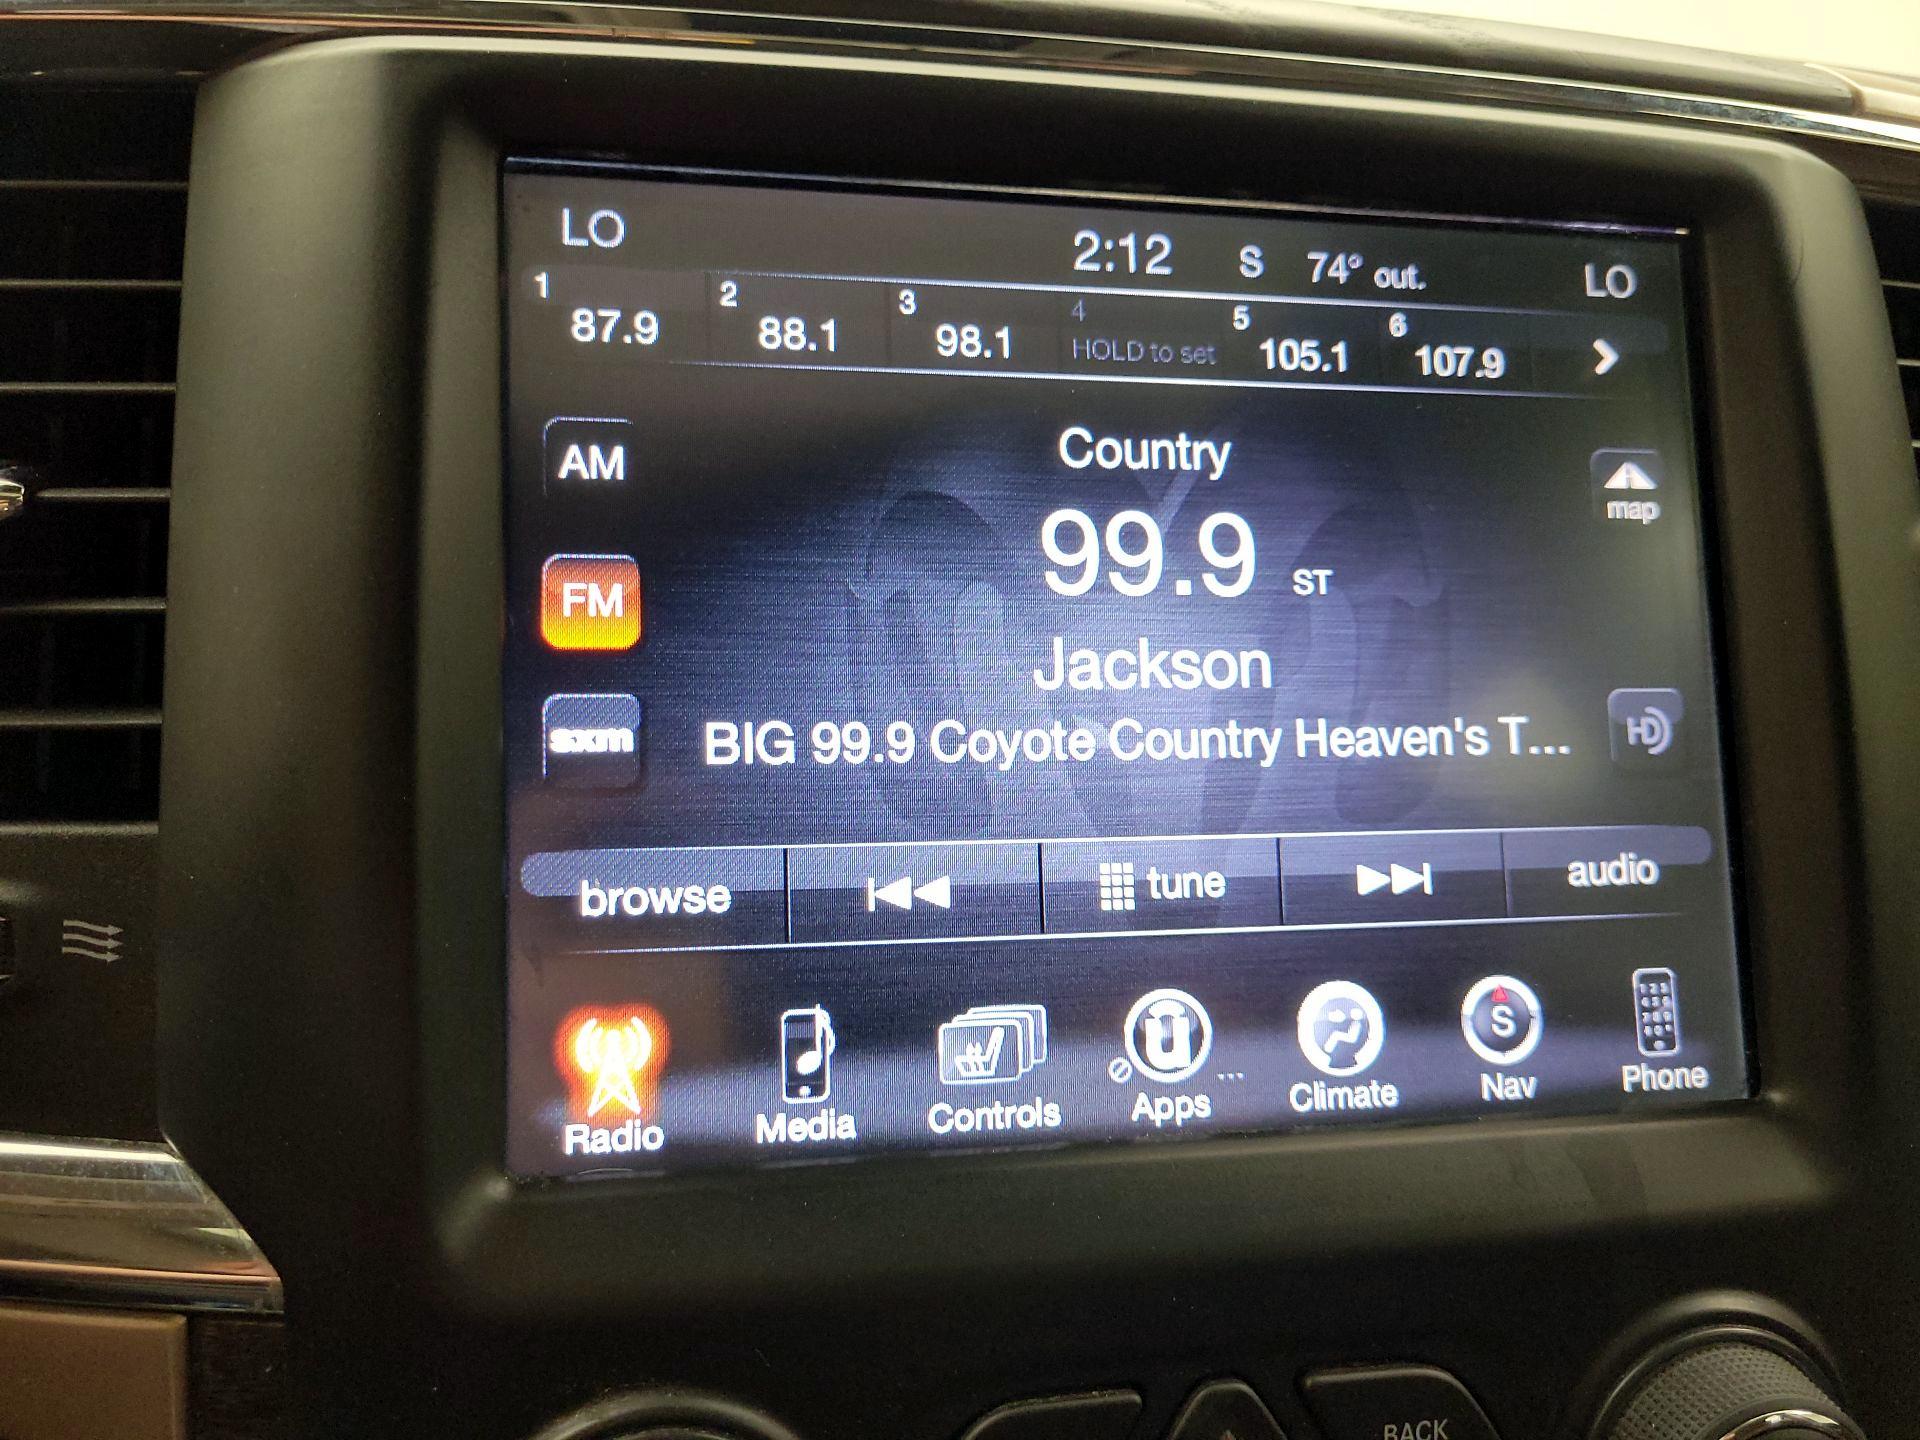 LO 2:12 S 74° out. LO
1 87.9 2 88.1 3 98.1 4 HOLD to set 5 105.1 6 107.9
AM
FM
sxm
Country
99.9 ST
Jackson
BIG 99.9 Coyote Country Heaven's T...
map
HD
browse tune audio
Radio Media Controls Apps ... Climate S Nav Phone
BACK